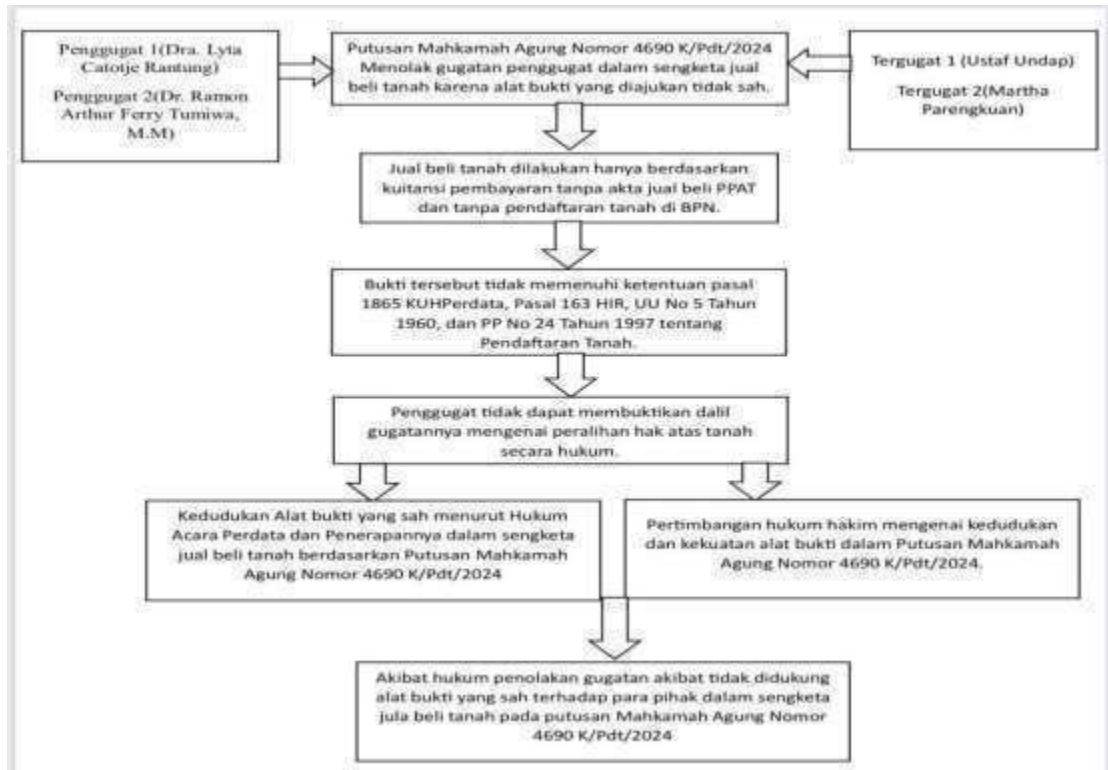 Penggugat 1(Dra. Lyta
Catotje Rantung)
Penggugat 2(Dr. Ramon
Arthur Ferry Tumiwa,
M.M)
Putusan Mahkamah Agung Nomor 4690 K/Pdt/2024
Menolak gugatan penggugat dalam sengketa jual
beli tanah karena alat bukti yang diajukan tidak sah.
Tergugat 1 (Ustaf Undap)
Tergugat 2(Martha
Parengkuan)
Jual beli tanah dilakukan hanya berdasarkan
kuitansi pembayaran tanpa akta jual beli PPAT
dan tanpa pendaftaran tanah di BPN.
Bukti tersebut tidak memenuhi ketentuan pasal
1865 KUHPerdata, Pasal 163 HIR, UU No 5 Tahun
1960, dan PP No 24 Tahun 1997 tentang
Pendaftaran Tanah.
Penggugat tidak dapat membuktikan dalil
gugatannya mengenai peralihan hak atas tanah
secara hukum.
Kedudukan Alat bukti yang sah menurut Hukum
Acara Perdata dan Penerapannya dalam sengketa
jual beli tanah berdasarkan Putusan Mahkamah
Agung Nomor 4690 K/Pdt/2024
Pertimbangan hukum hakim mengenai kedudukan
dan kekuatan alat bukti dalam Putusan Mahkamah
Agung Nomor 4690 K/Pdt/2024.
Akibat hukum penolakan gugatan akibat tidak didukung
alat bukti yang sah terhadap para pihak dalam sengketa
jula beli tanah pada putusan Mahkamah Agung Nomor
4690 K/Pdt/2024